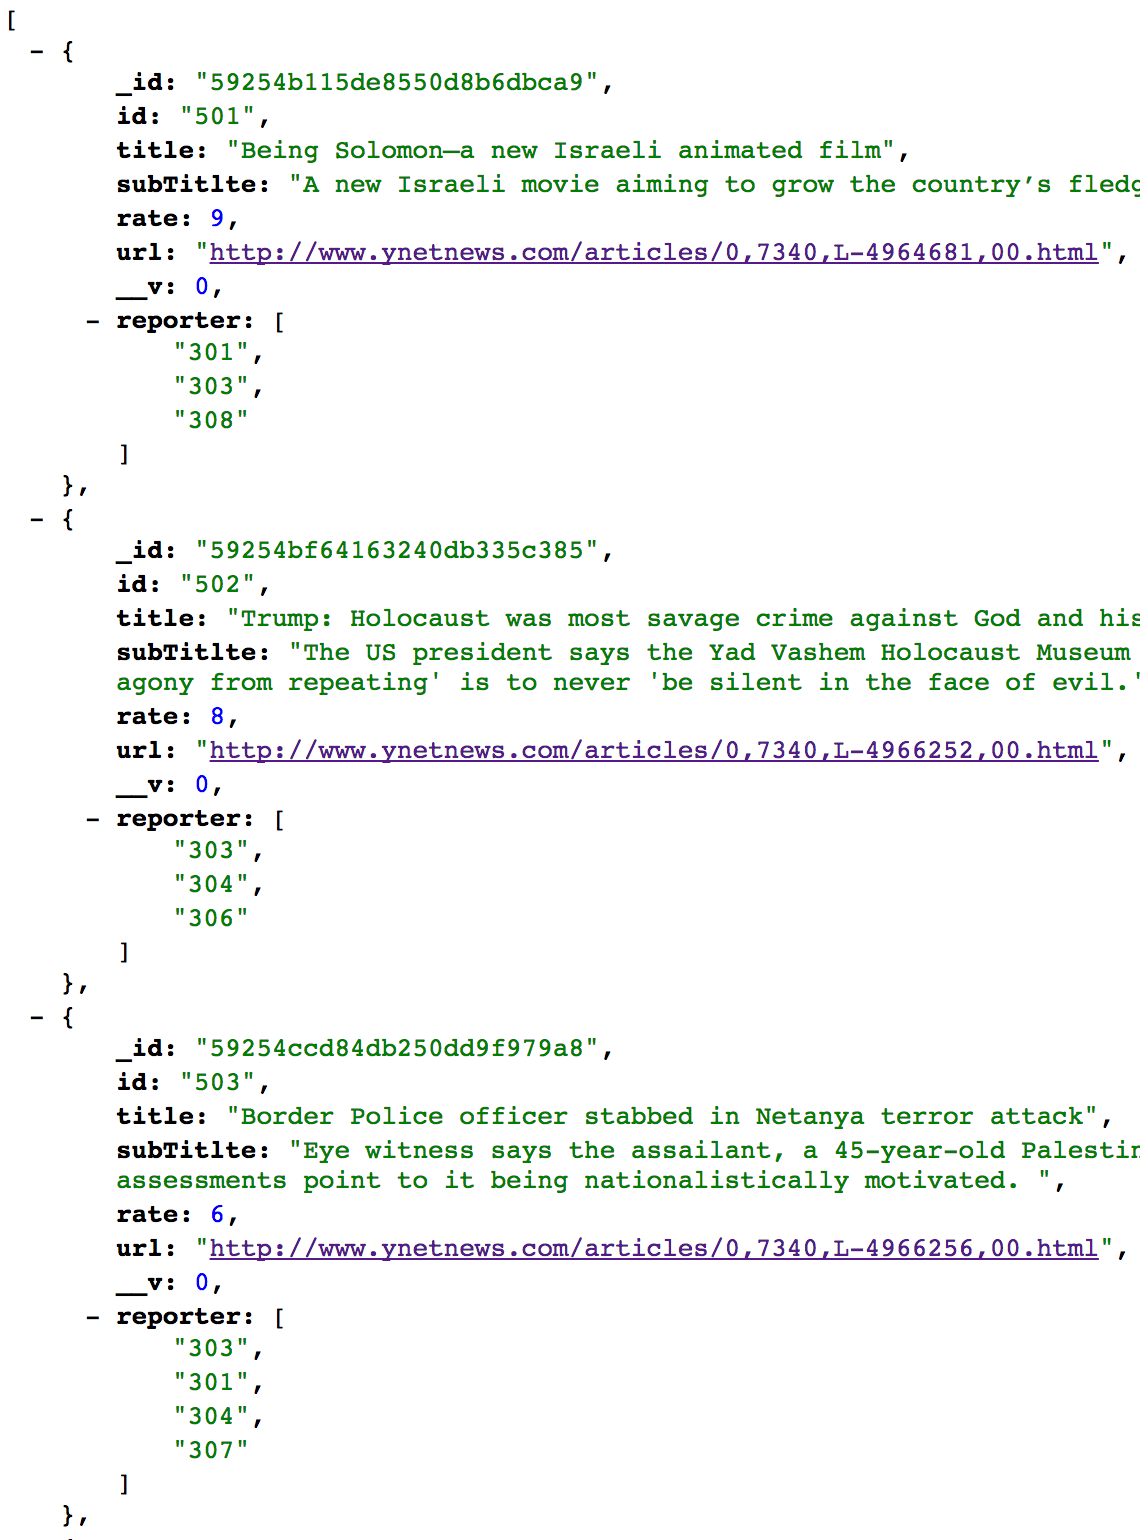 [
- {
_id: "59254b115de8550d8b6dbca9",
id: "501",
title: "Being Solomon—a new Israeli animated film",
subTitlte: "A new Israeli movie aiming to grow the country’s
rate: 9,
url: "http://www.ynetnews.com/articles/0,7340,L-4964681,00.html",
__v: 0,
- reporter: [
"301",
"303",
"308"
]
},
- {
_id: "59254bf64163240db335c385",
id: "502",
title: "Trump: Holocaust was most savage crime against God and his
subTitlte: "The US president says the Yad Vashem Holocaust Museum
agony from repeating' is to never 'be silent in the face of evil.'
rate: 8,
url: "http://www.ynetnews.com/articles/0,7340,L-4966252,00.html",
__v: 0,
- reporter: [
"303",
"304",
"306"
]
},
- {
_id: "59254ccd84db250dd9f979a8",
id: "503",
title: "Border Police officer stabbed in Netanya terror attack",
subTitlte: "Eye witness says the assailant, a 45-year-old
assessments point to it being nationalistically motivated. ",
rate: 6,
url: "http://www.ynetnews.com/articles/0,7340,L-4966256,00.html",
__v: 0,
- reporter: [
"303",
"301",
"304",
"307"
]
},